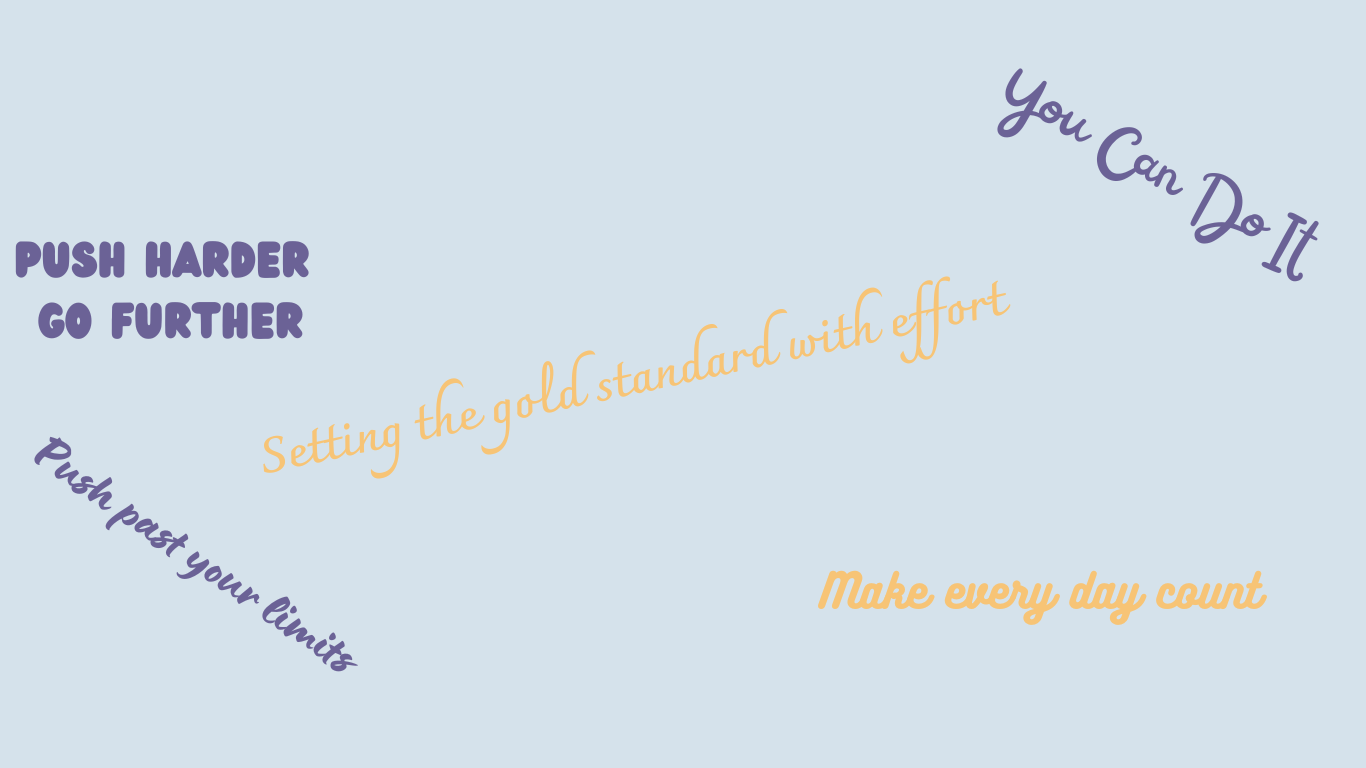 You Can Do It
PUSH HARDER
GO FURTHER
Setting the gold standard with effort
Push past your limits
Make every day count